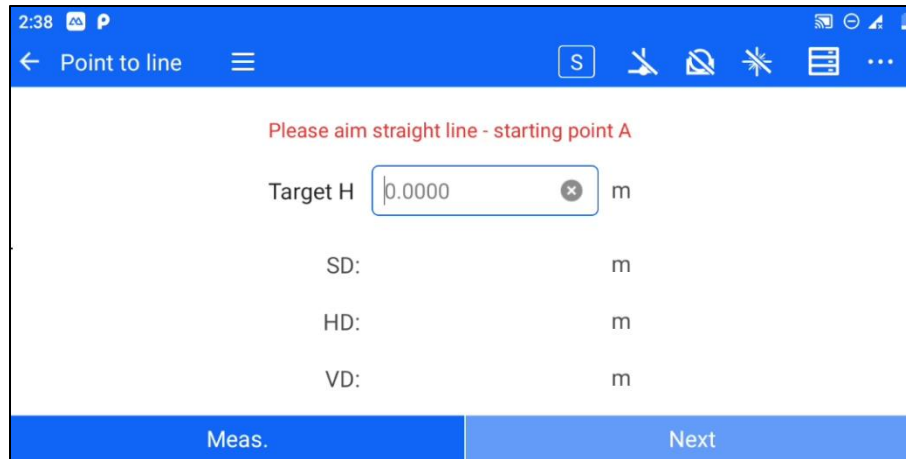 2:38
Point to line
S
Please aim straight line - starting point A
Target H 0.0000 m
SD: m
HD: m
VD: m
Meas. Next